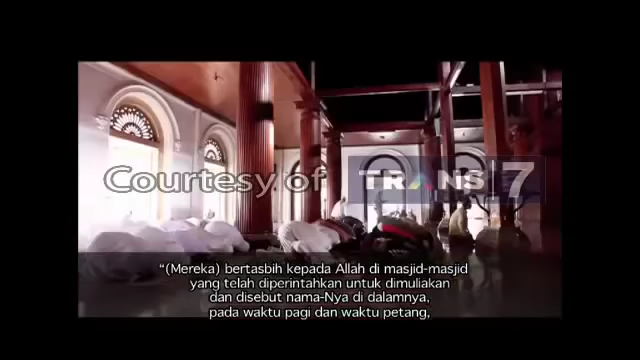 Courtesy of TRANS 7
“(Mereka) bertasbih kepada Allah di masjid-masjid
yang telah diperintahkan untuk dimuliakan
dan disebut nama-Nya di dalamnya,
pada waktu pagi dan waktu petang,